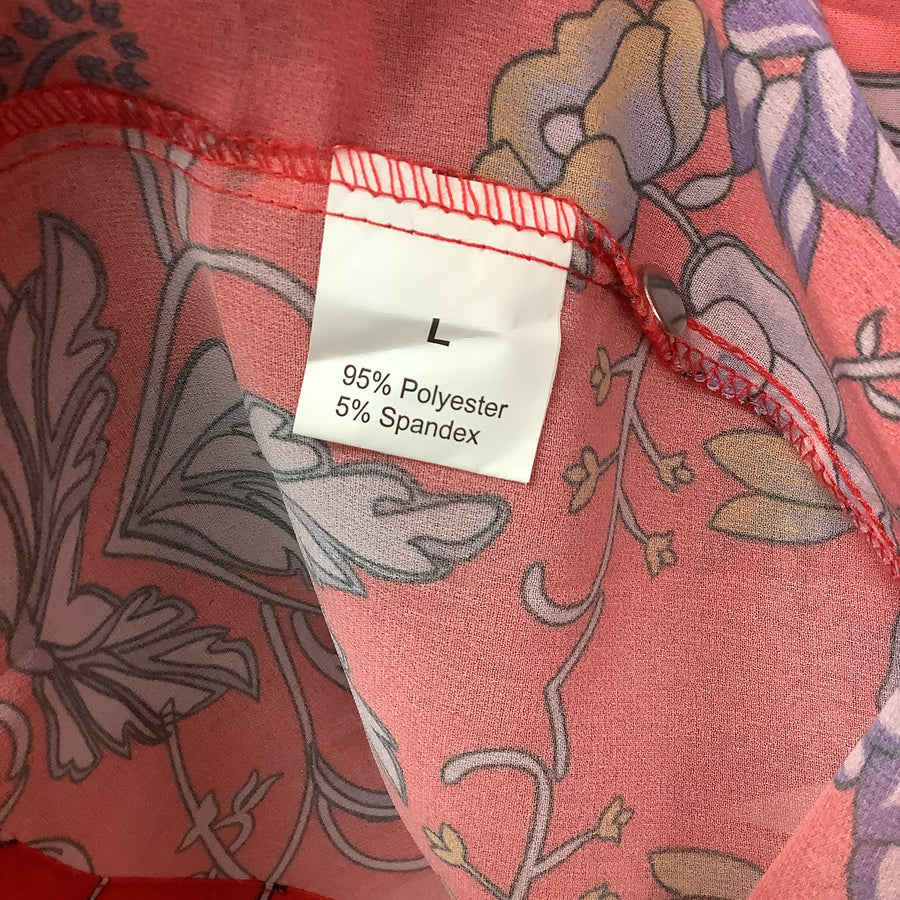 L
95% Polyester
5% Spandex